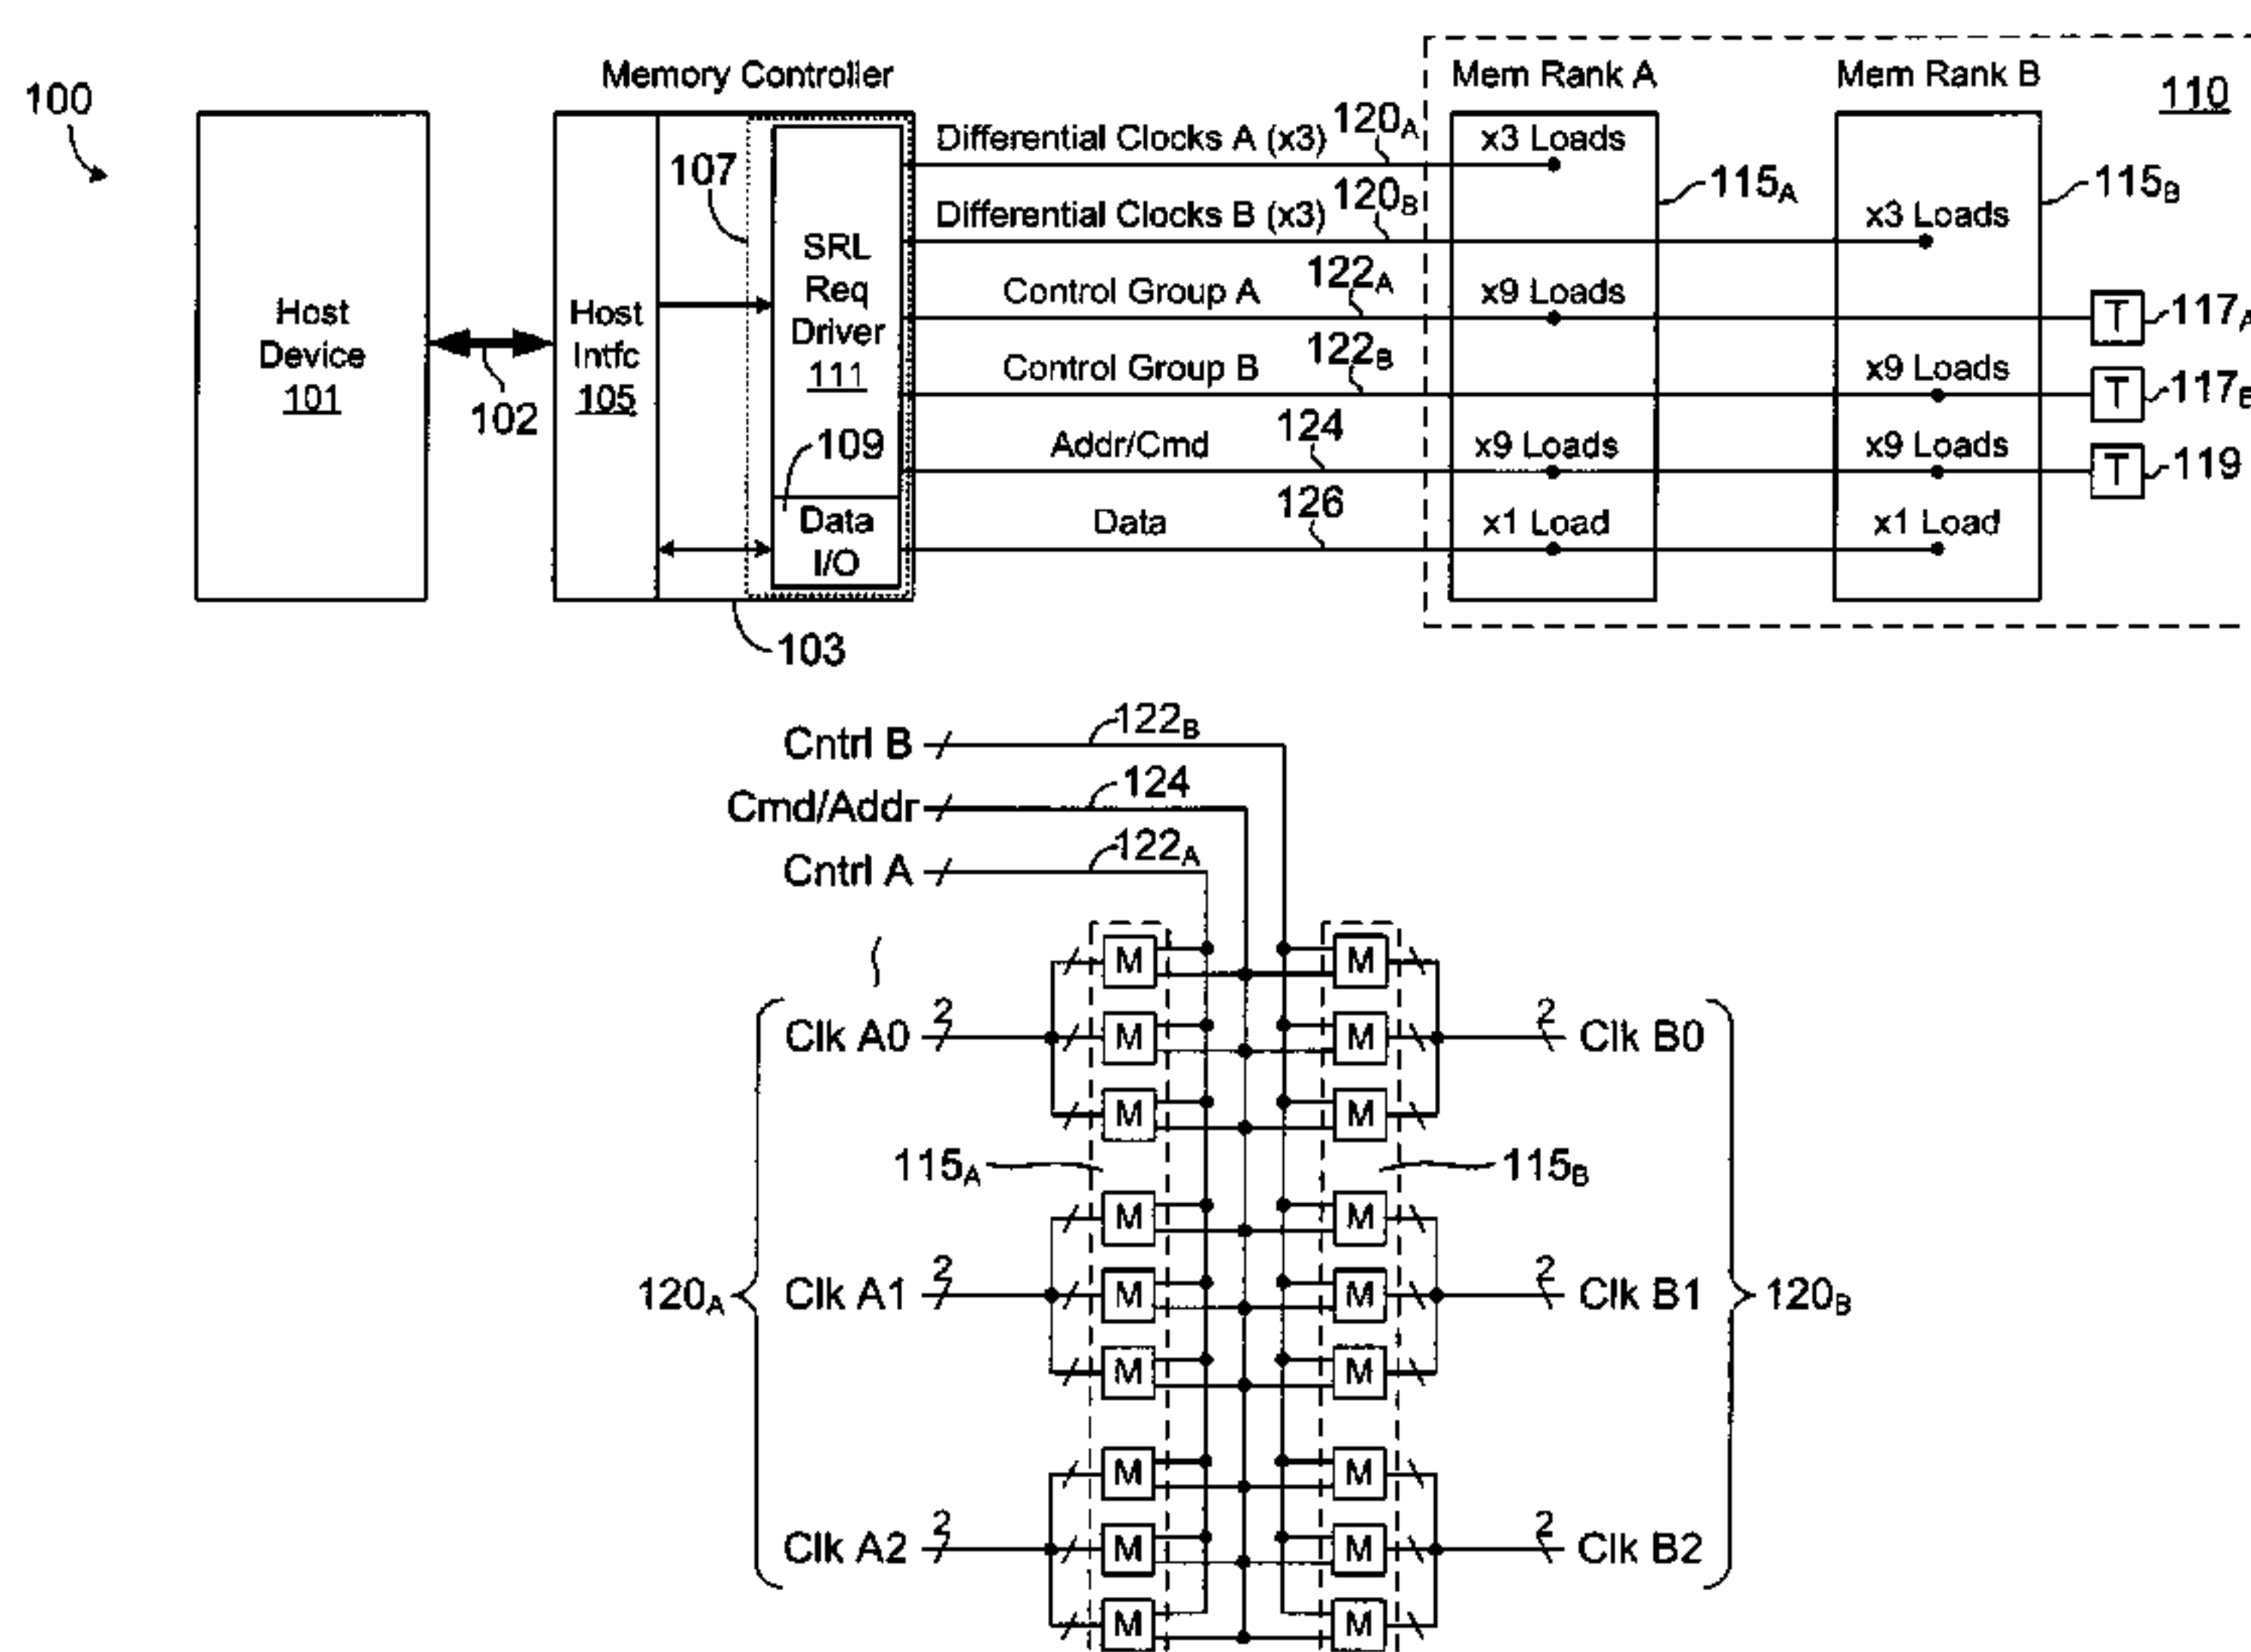 100
Memory Controller
Mem Rank A
Mem Rank B
110
Host
Device
101
102
Host
Intfc
105
107
SRL
Req
Driver
111
109
Data
I/O
103
Differential Clocks A (x3)
120A
x3 Loads
115A
Differential Clocks B (x3)
120B
x3 Loads
115B
Control Group A
122A
x9 Loads
T
117A
Control Group B
122B
x9 Loads
T
117B
Addr/Cmd
124
x9 Loads
x9 Loads
T
119
Data
126
x1 Load
x1 Load
Cntrl B
122B
Cmd/Addr
124
Cntrl A
122A
M M
Clk A0 2 M M 2 Clk B0
M M
115A 115B
M M
120A Clk A1 2 M M 2 Clk B1 120B
M M
M M
Clk A2 2 M M 2 Clk B2
M M